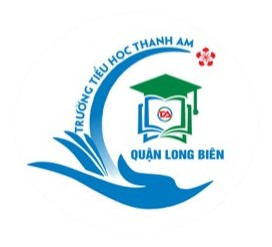 TRƯỜNG TIỂU HỌC THANH AM
TA
QUẬN LONG BIÊN